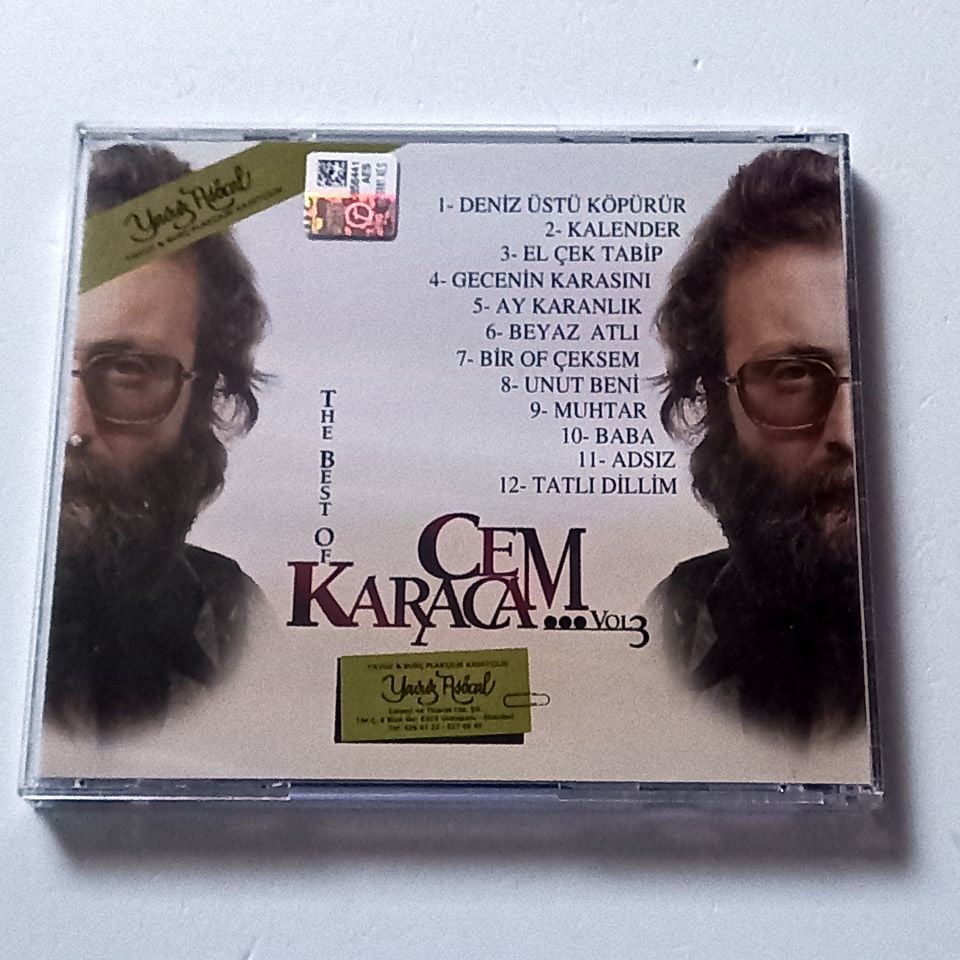 Yavuz Asöcal
1- DENİZ ÜSTÜ KÖPÜRÜR
2- KALENDER
3- EL ÇEK TABİP
4- GECENİN KARASINI
5- AY KARANLIK
6- BEYAZ ATLI
7- BİR OF ÇEKSEM
8- UNUT BENİ
9- MUHTAR
10- BABA
11- ADSIZ
12- TATLI DİLLİM
THE BEST OF
CEM
KARACA... VOL 3
Yavuz Asöcal